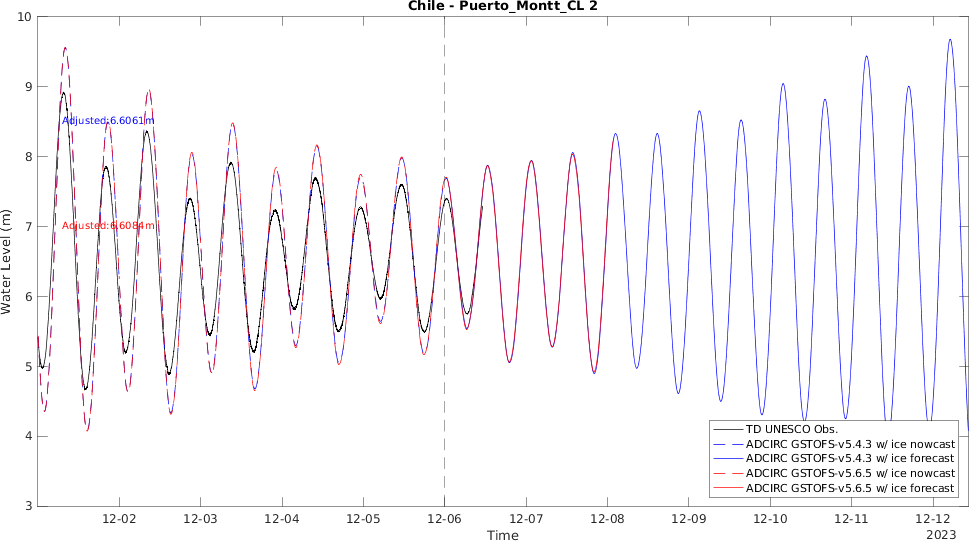 Chile - Puerto_Montt_CL 2
10
9
8
7
6
5
4
3
Water Level (m)
Adjusted:6.6061m
Adjusted:6.6084m
TD UNESCO Obs.
ADCIRC GSTOFS-v5.4.3 w/ ice nowcast
ADCIRC GSTOFS-v5.4.3 w/ ice forecast
ADCIRC GSTOFS-v5.6.5 w/ ice nowcast
ADCIRC GSTOFS-v5.6.5 w/ ice forecast
12-02 12-03 12-04 12-05 12-06 12-07 12-08 12-09 12-10 12-11 12-12
Time
2023